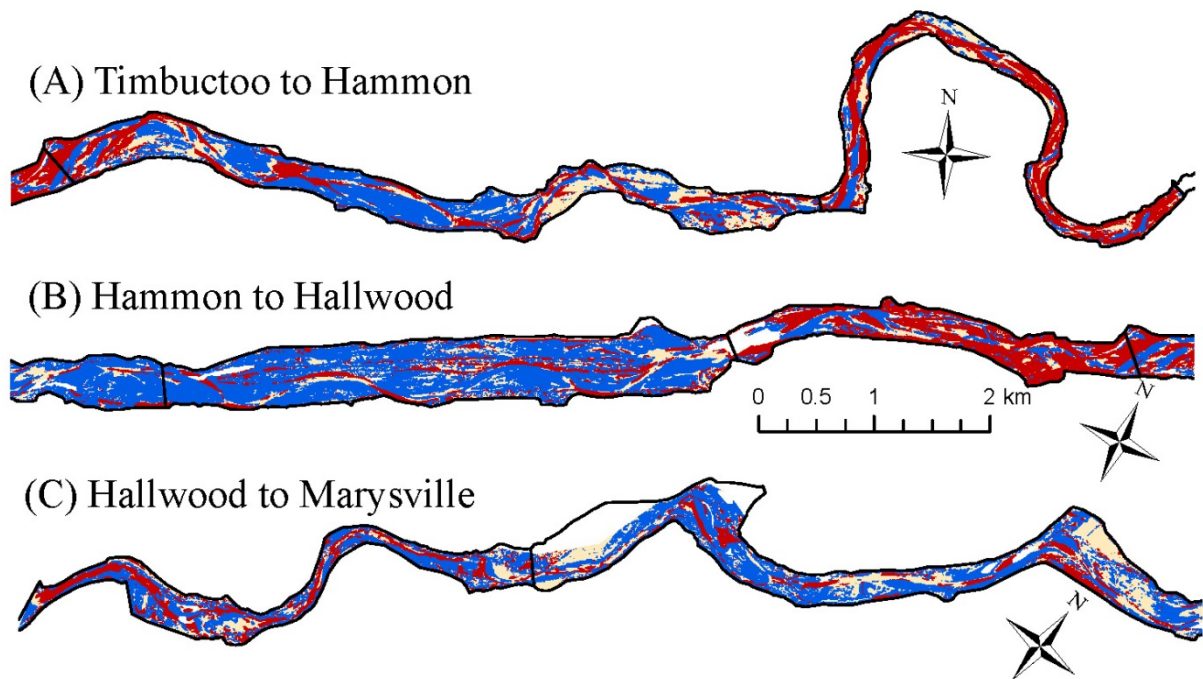 (A) Timbuctoo to Hammon
N
(B) Hammon to Hallwood
0 0.5 1 2 km
N
(C) Hallwood to Marysville
N